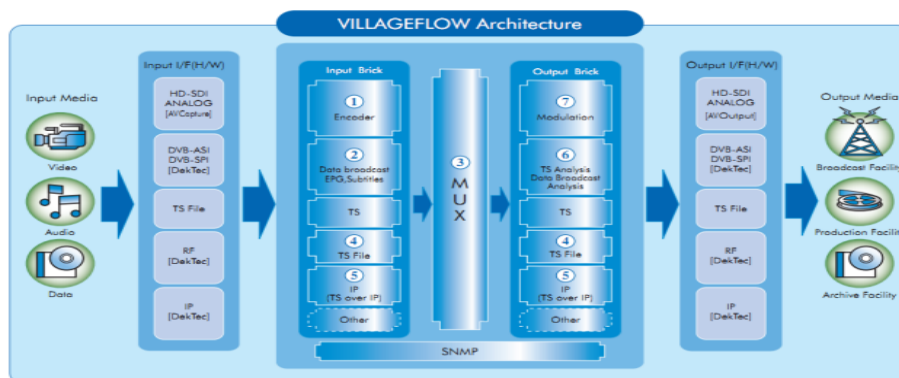 VILLAGEFLOW Architecture
Input Media
Video
Audio
Data
Input I/F(H/W)
HD-SDI
ANALOG
[AVCapture]
DVB-ASI
DVB-SPI
[DekTec]
TS File
RF
[DekTec]
IP
[DekTec]
Input Brick
1
Encoder
2
Data broadcast
EPG,Subtitles
TS
4
TS File
5
IP
(TS over IP)
Other
3
MUX
Output Brick
7
Modulation
6
TS Analysis
Data Broadcast
Analysis
TS
4
TS File
5
IP
(TS over IP)
Other
SNMP
Output I/F(H/W)
HD-SDI
ANALOG
[AVOutput]
DVB-ASI
DVB-SPI
[DekTec]
TS File
RF
[DekTec]
IP
[DekTec]
Output Media
Broadcast Facility
Production Facility
Archive Facility